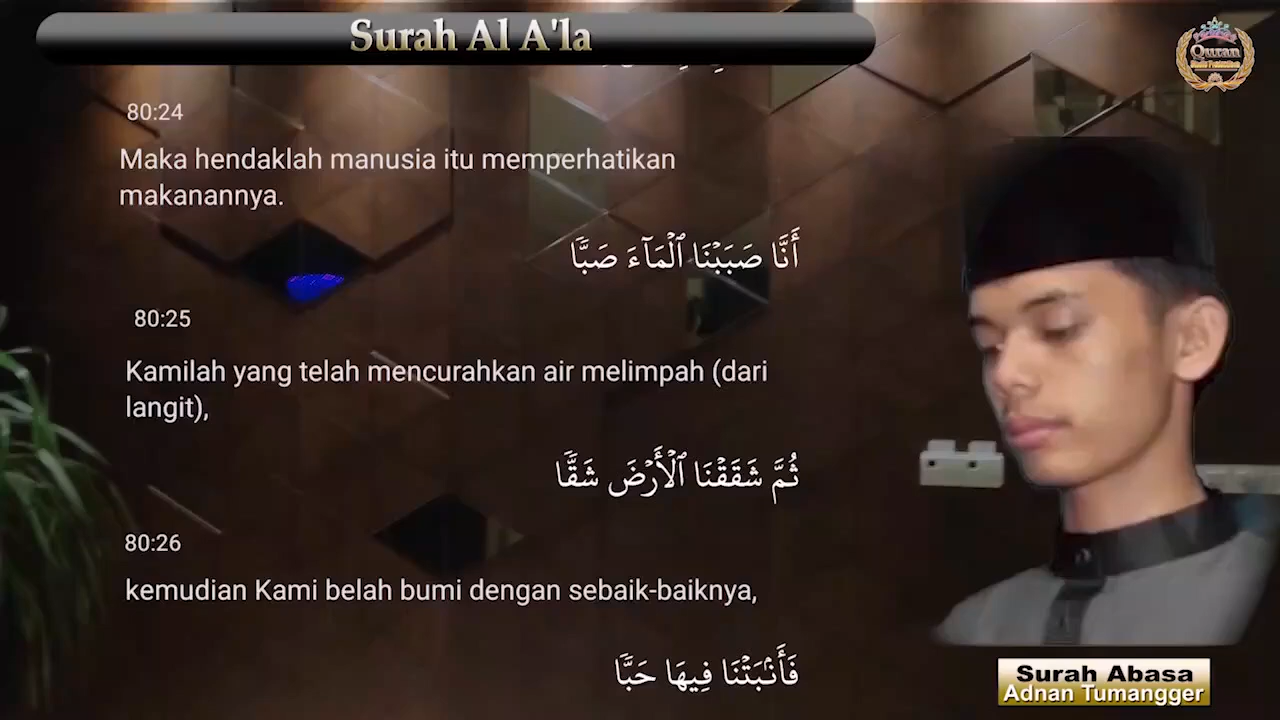 Surah Al A'la
Quran
80:24
Maka hendaklah manusia itu memperhatikan
makanannya.
أَنَّا صَبَبْنَا ٱلْمَآءَ صَبًّا
80:25
Kamilah yang telah mencurahkan air melimpah (dari
langit),
ثُمَّ شَقَقْنَا ٱلْأَرْضَ شَقًّا
80:26
kemudian Kami belah bumi dengan sebaik-baiknya,
فَأَنۢبَتْنَا فِيهَا حَبًّا
Surah Abasa
Adnan Tumangger